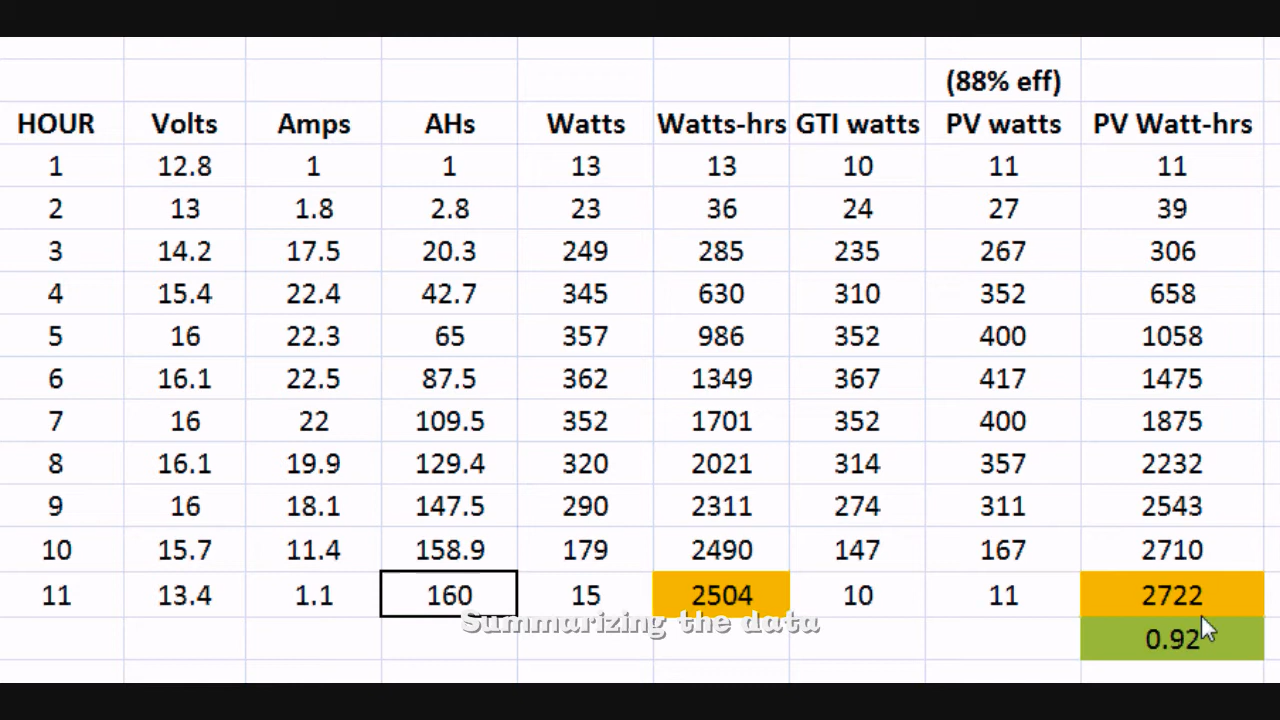 (88% eff)
HOUR Volts Amps AHs Watts Watts-hrs GTI watts PV watts PV Watt-hrs
1 12.8 1 1 13 13 10 11 11
2 13 1.8 2.8 23 36 24 27 39
3 14.2 17.5 20.3 249 285 235 267 306
4 15.4 22.4 42.7 345 630 310 352 658
5 16 22.3 65 357 986 352 400 1058
6 16.1 22.5 87.5 362 1349 367 417 1475
7 16 22 109.5 352 1701 352 400 1875
8 16.1 19.9 129.4 320 2021 314 357 2232
9 16 18.1 147.5 290 2311 274 311 2543
10 15.7 11.4 158.9 179 2490 147 167 2710
11 13.4 1.1 160 15 2504 10 11 2722
Summarizing the data
0.92